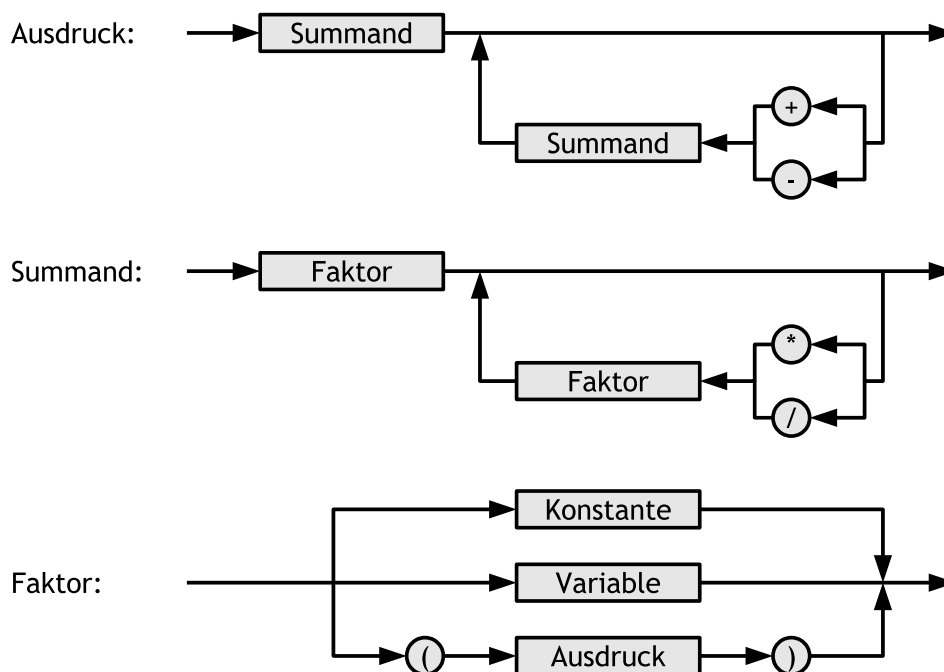 Ausdruck: Summand
+
Summand
-
Summand: Faktor
*
Faktor
/
Konstante
Faktor: Variable
( Ausdruck )